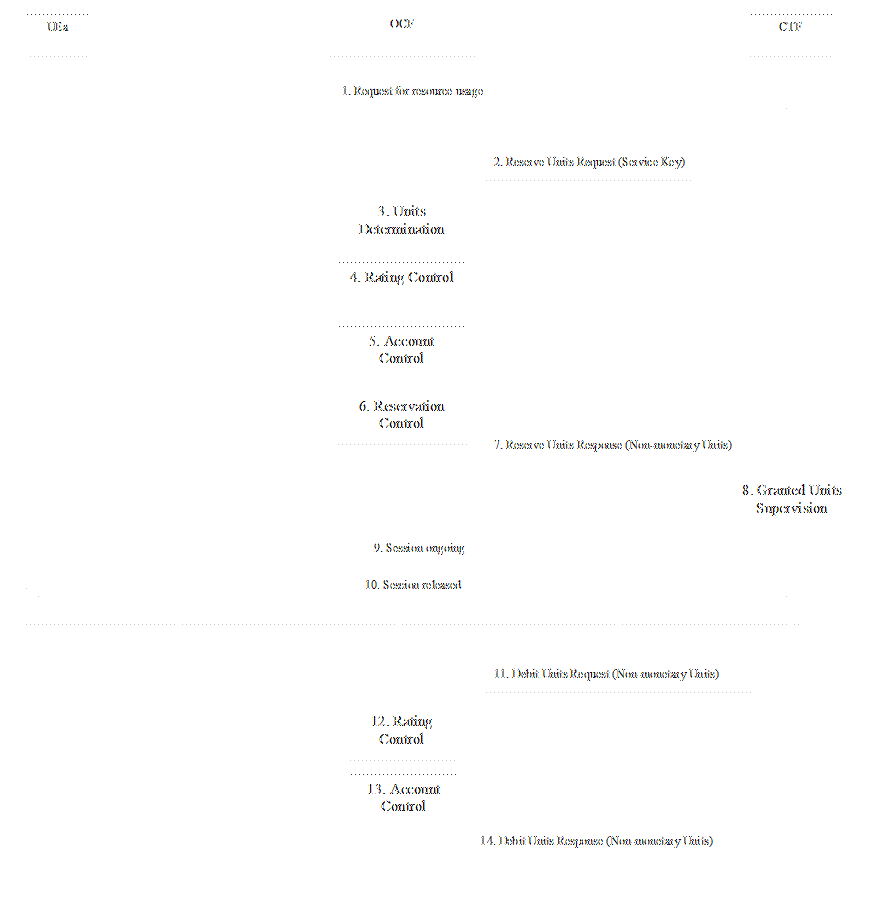 UEa
OCF
CTF
1. Request for resource usage
2. Reserve Units Request (Service Key)
3. Units
Determination
4. Rating Control
5. Account
Control
6. Reservation
Control
7. Reserve Units Response (Non-monetary Units)
8. Granted Units
Supervision
9. Session ongoing
10. Session released
11. Debit Units Request (Non-monetary Units)
12. Rating
Control
13. Account
Control
14. Debit Units Response (Non-monetary Units)